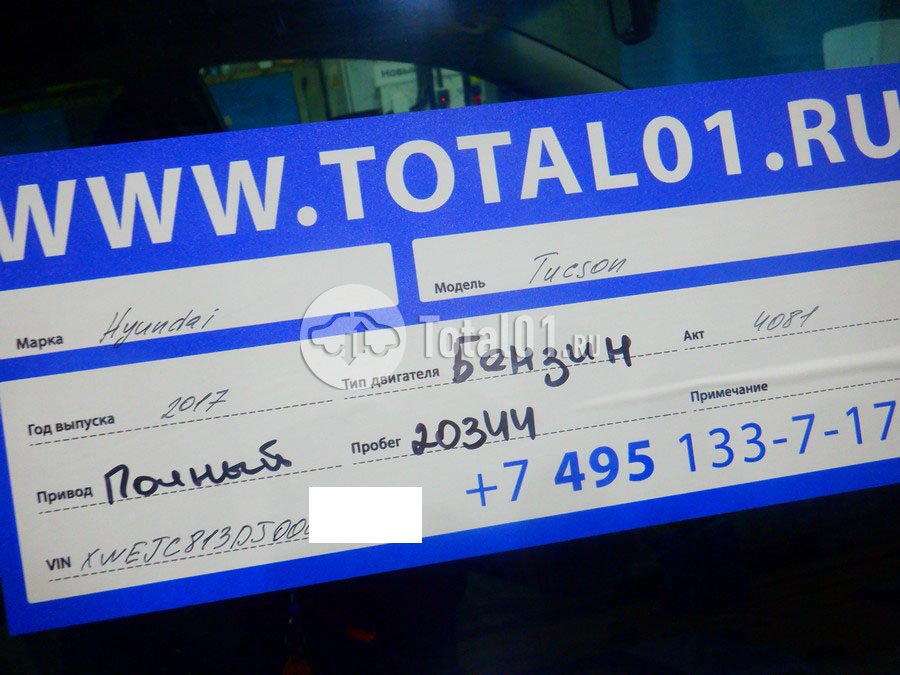 Новый
WWW.TOTAL01.RU
Марка Hyundai Модель Tucson
Total01.RU
Год выпуска 2017 Тип двигателя Бензин Акт 4081
Привод Полный Пробег 20344 Примечание
+7 495 133-7-17
VIN XWEJC813DJ000